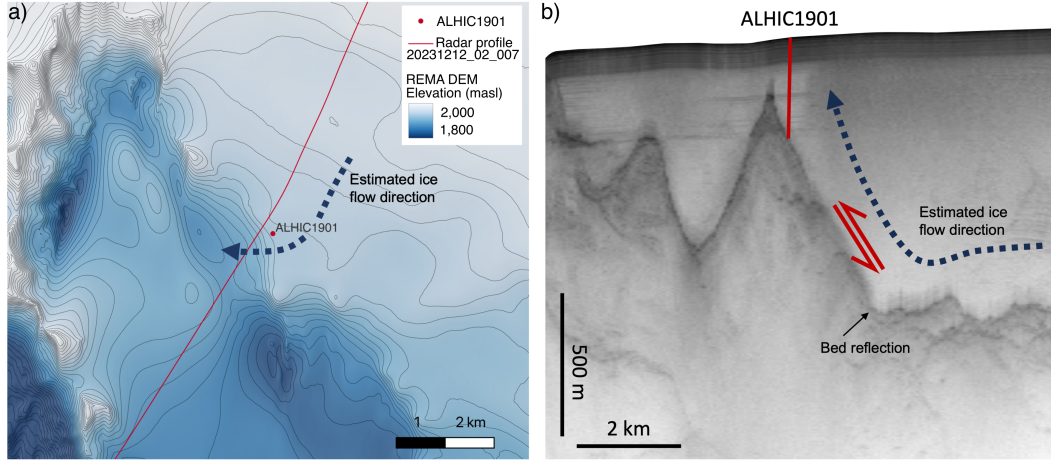 a)
ALHIC1901
Radar profile
20231212_02_007
REMA DEM
Elevation (masl)
2,000
1,800
Estimated ice
flow direction
ALHIC1901
1
2 km
b)
ALHIC1901
Estimated ice
flow direction
Bed reflection
500 m
2 km